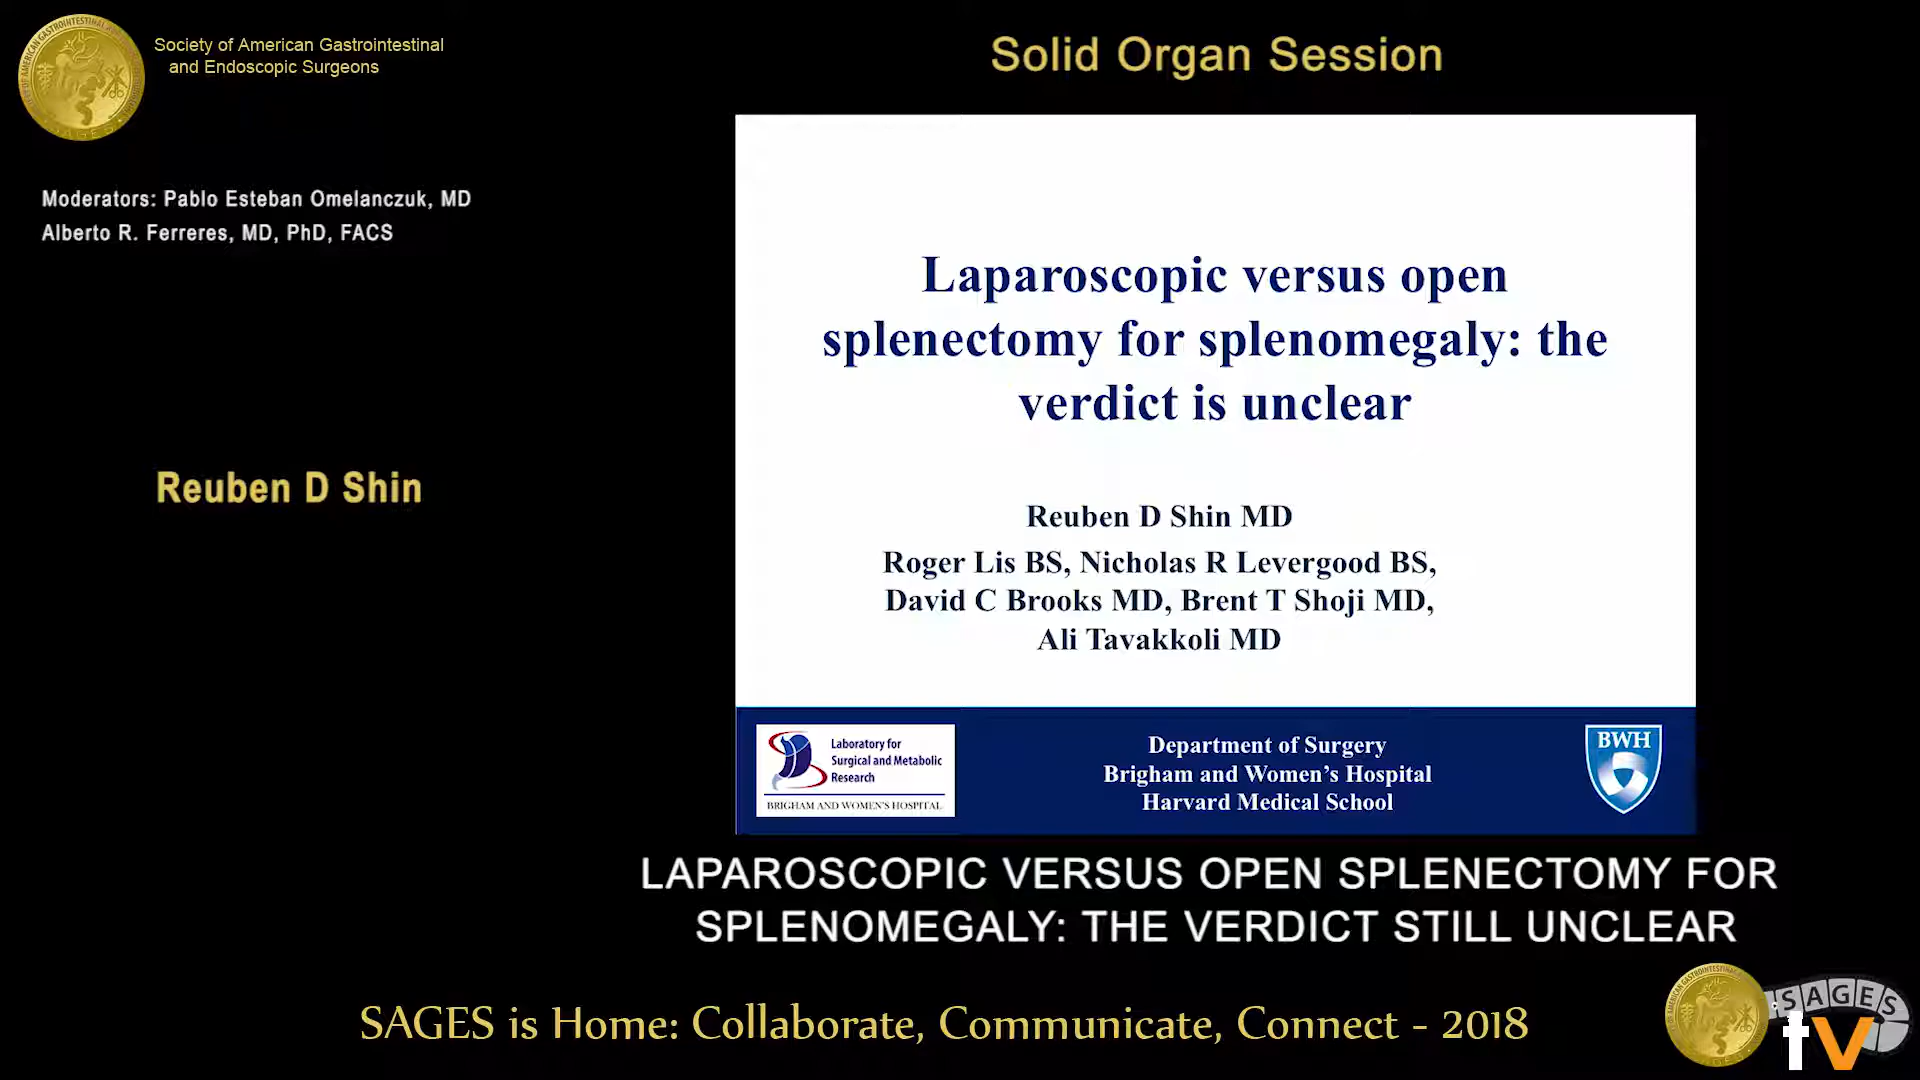 Society of American Gastrointestinal
and Endoscopic Surgeons
Solid Organ Session
Moderators: Pablo Esteban Omelanczuk, MD
Alberto R. Ferreres, MD, PhD, FACS
Reuben D Shin
Laparoscopic versus open
splenectomy for splenomegaly: the
verdict is unclear
Reuben D Shin MD
Roger Lis BS, Nicholas R Levergood BS,
David C Brooks MD, Brent T Shoji MD,
Ali Tavakkoli MD
Laboratory for
Surgical and Metabolic
Research
BRIGHAM AND WOMEN'S HOSPITAL
Department of Surgery
Brigham and Women’s Hospital
Harvard Medical School
BWH
LAPAROSCOPIC VERSUS OPEN SPLENECTOMY FOR
SPLENOMEGALY: THE VERDICT STILL UNCLEAR
SAGES is Home: Collaborate, Communicate, Connect - 2018
SAGES
tv